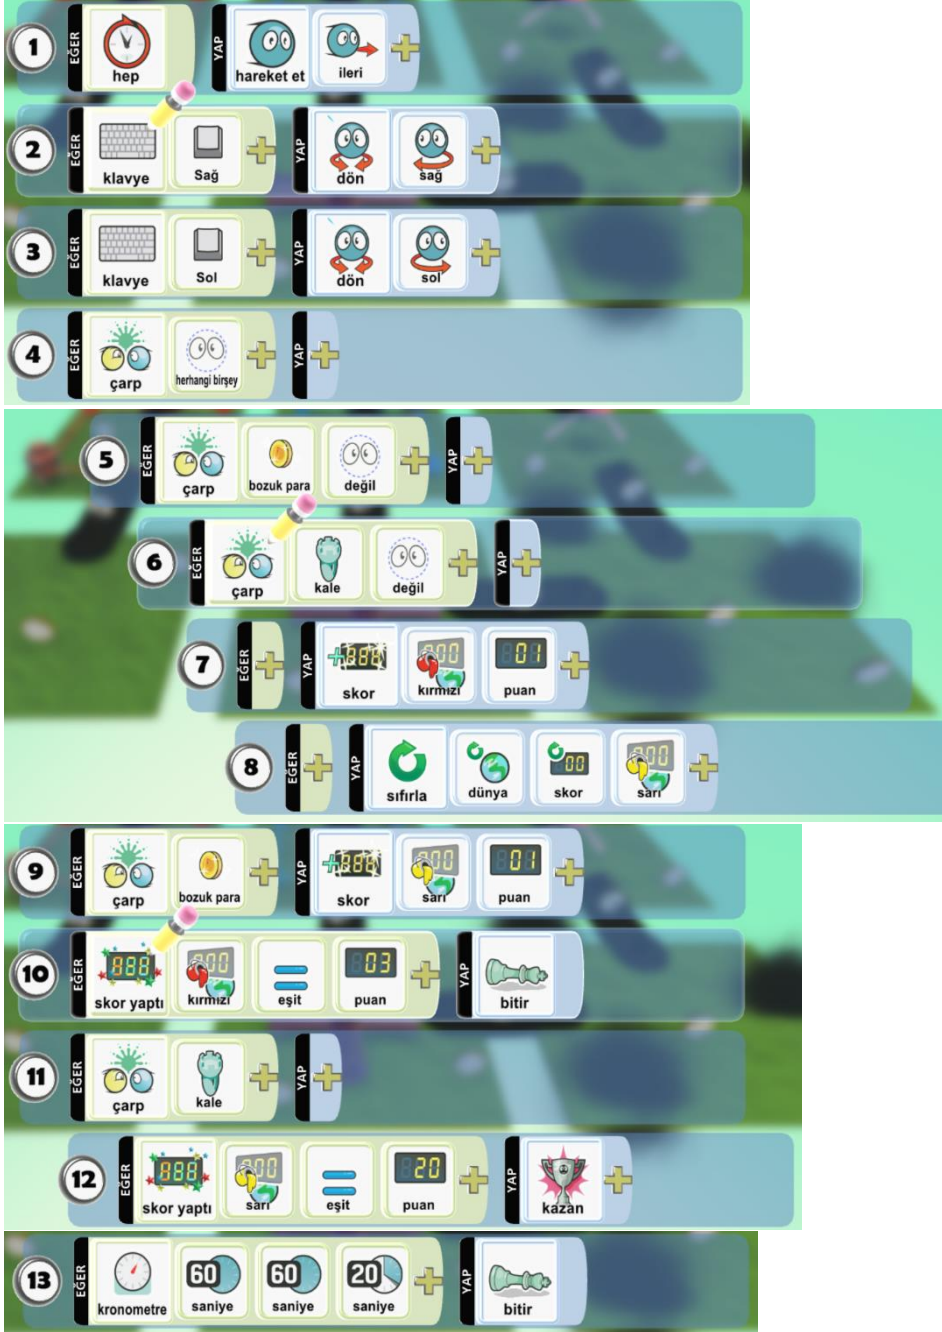 1 EĞER hep YAP hareket et ileri
2 EĞER klavye Sağ YAP dön sağ
3 EĞER klavye Sol YAP dön sol
4 EĞER çarp herhangi birşey YAP
5 EĞER çarp bozuk para değil YAP
6 EĞER çarp kale değil YAP
7 EĞER YAP skor kırmızı 01 puan
8 EĞER YAP sıfırla dünya 00 skor sarı
9 EĞER çarp bozuk para YAP skor sarı 01 puan
10 EĞER skor yaptı kırmızı eşit 03 puan YAP bitir
11 EĞER çarp kale YAP
12 EĞER skor yaptı sarı eşit 20 puan YAP kazan
13 EĞER kronometre 60 saniye 60 saniye 20 saniye YAP bitir